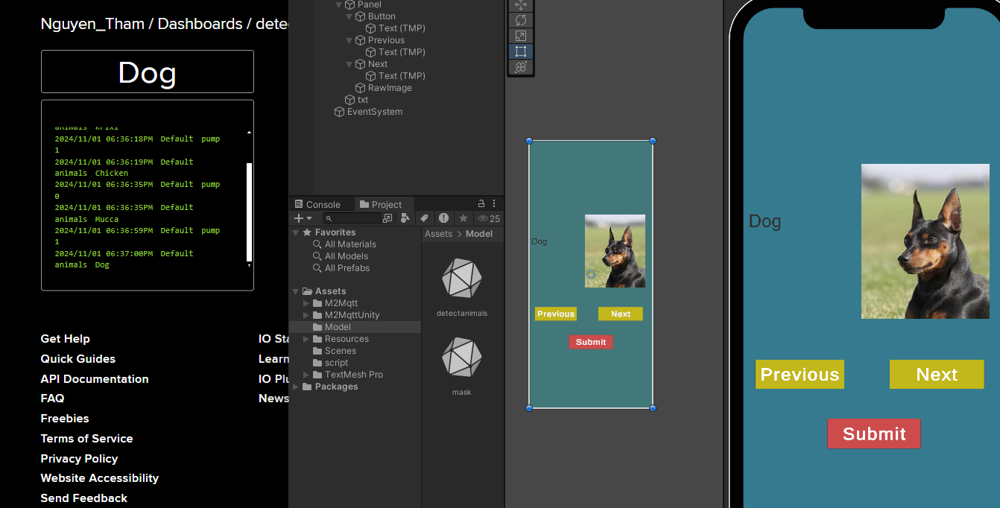 Nguyen_Tham / Dashboards / dete
Dog
animals Krixi
2024/11/01 06:36:18PM Default pump
1
2024/11/01 06:36:19PM Default
animals Chicken
2024/11/01 06:36:35PM Default pump
0
2024/11/01 06:36:35PM Default
animals Mucca
2024/11/01 06:36:59PM Default pump
1
2024/11/01 06:37:00PM Default
animals Dog
Get Help
Quick Guides
API Documentation
FAQ
Freebies
Terms of Service
Privacy Policy
Website Accessibility
Send Feedback
IO Sta
Learn
IO Plu
News
Panel
Button
Text (TMP)
Previous
Text (TMP)
Next
Text (TMP)
RawImage
txt
EventSystem
Console
Project
25
Favorites
All Materials
All Models
All Prefabs
Assets
M2Mqtt
M2MqttUnity
Model
Resources
Scenes
script
TextMesh Pro
Packages
Assets > Model
detectanimals
mask
Dog
Previous
Next
Submit
Dog
Previous
Next
Submit